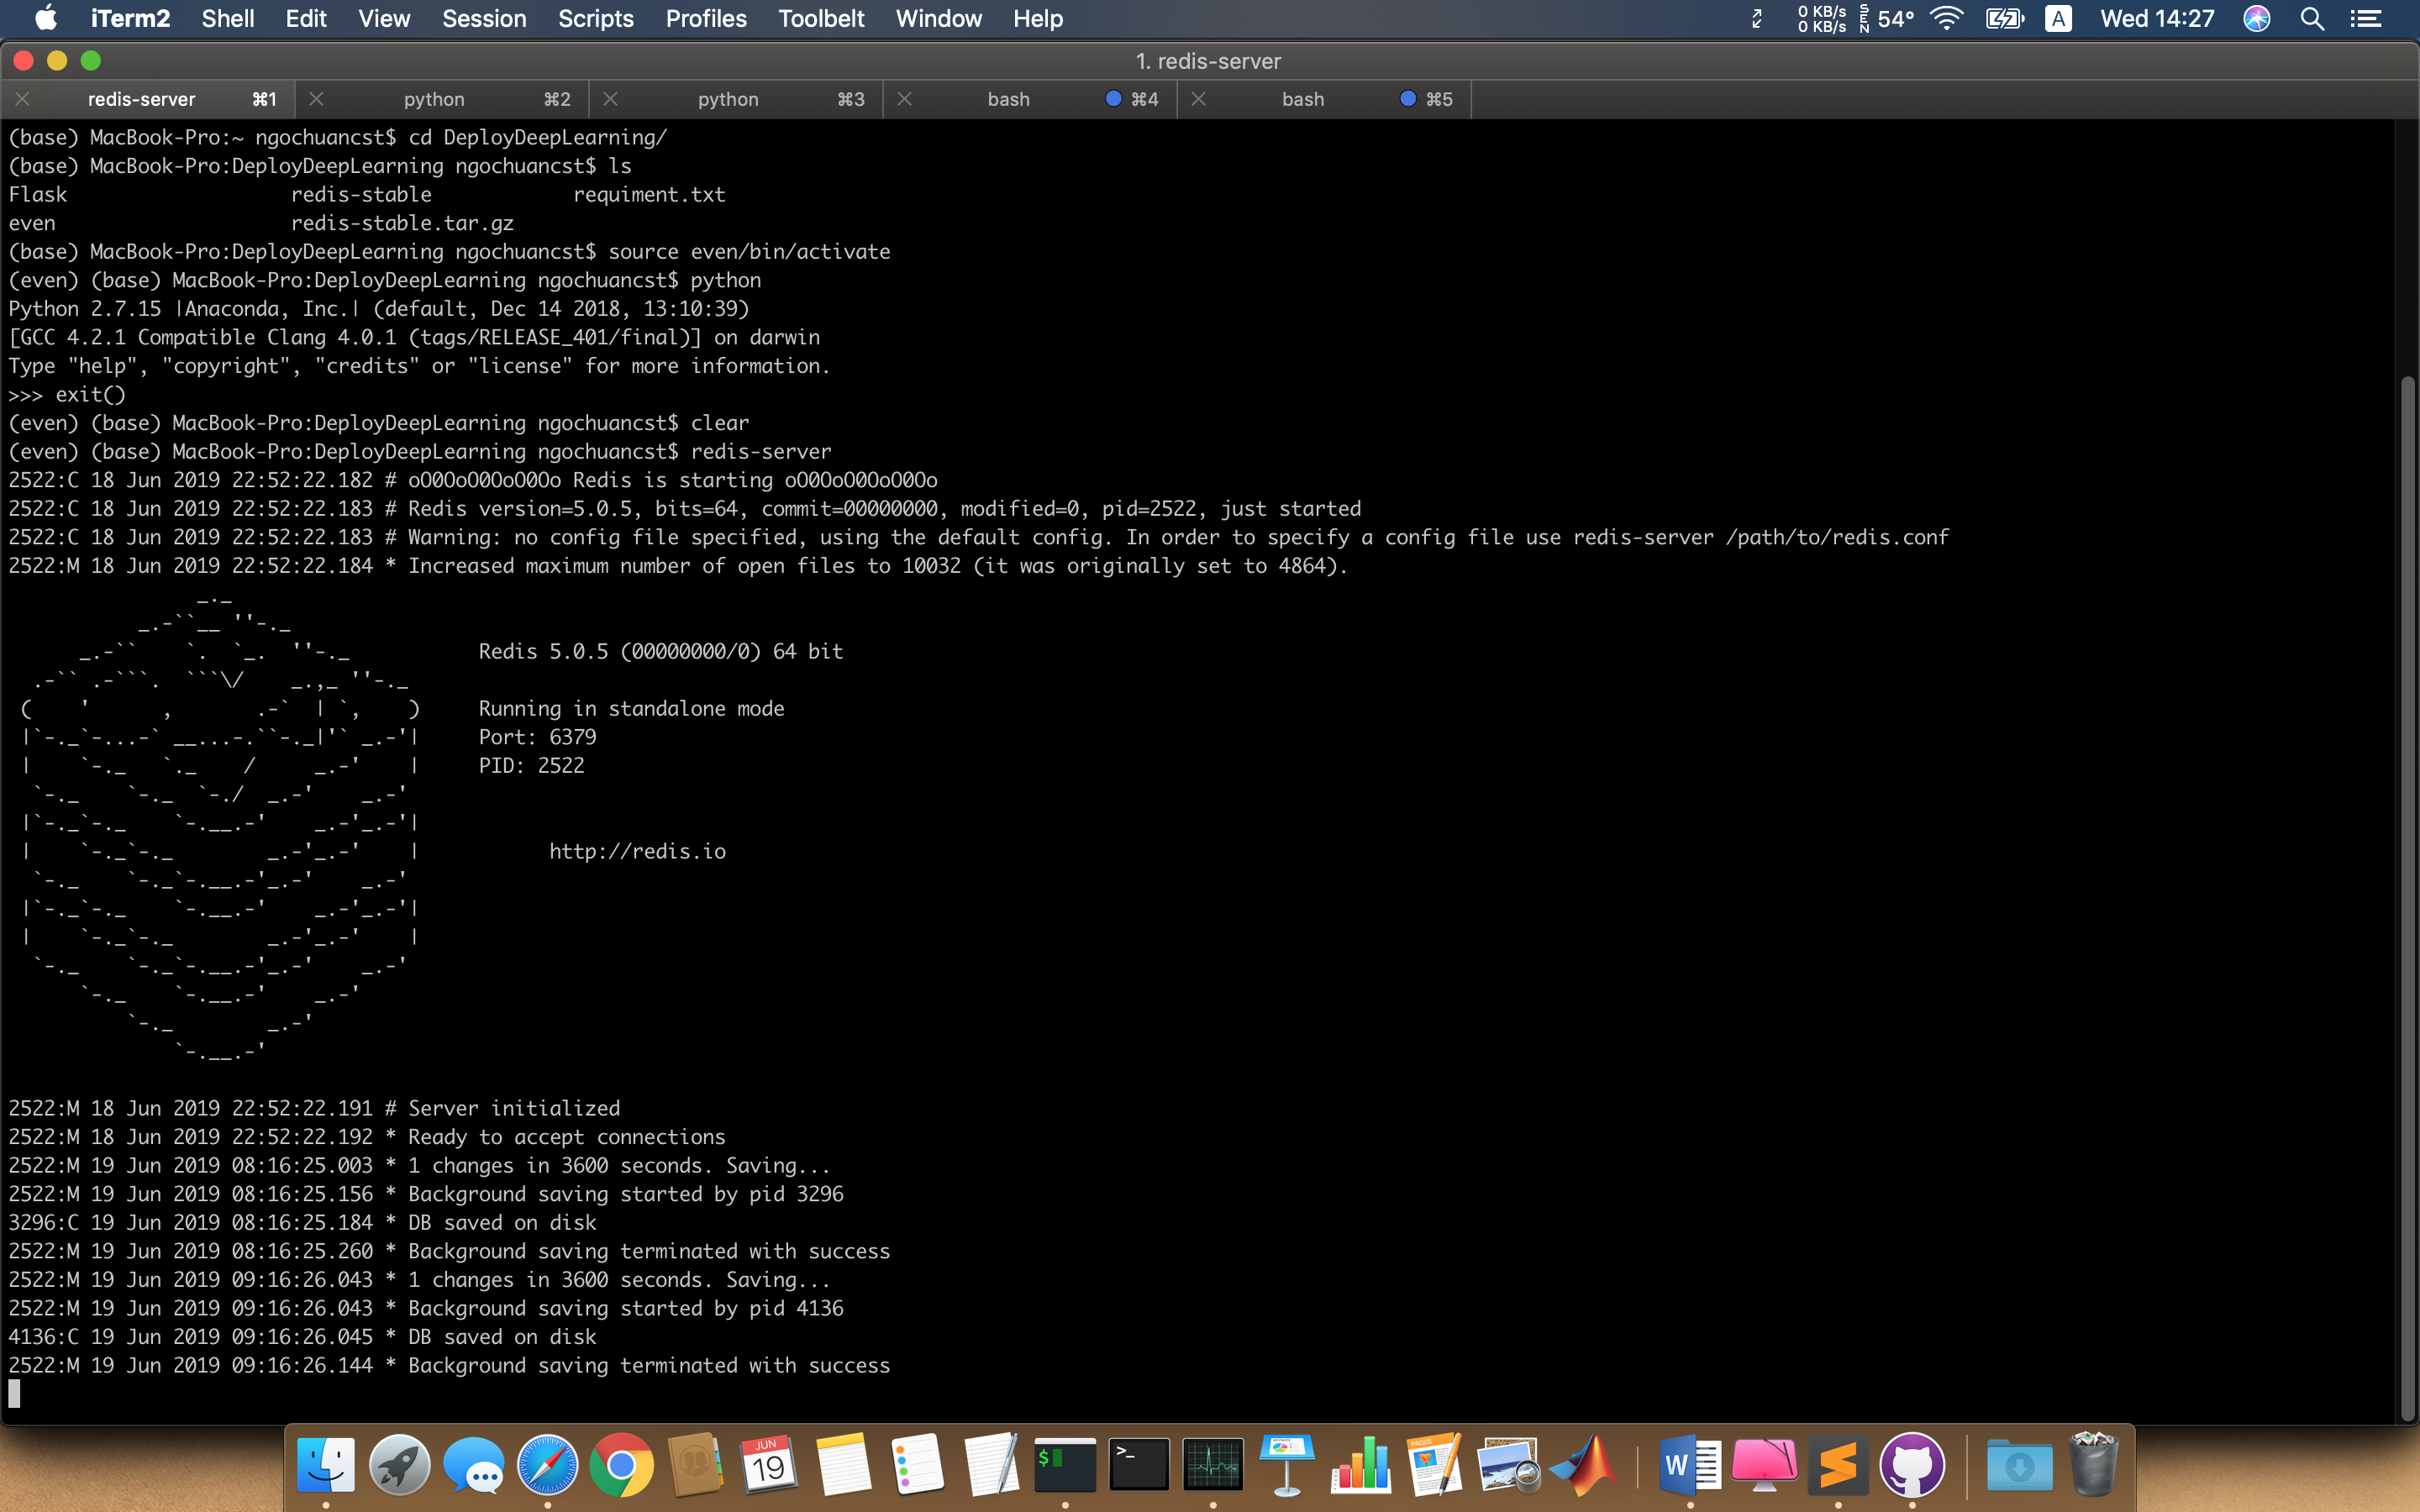 iTerm2 Shell Edit View Session Scripts Profiles Toolbelt Window Help 0 KB/s 0 KB/s SEN 54° A Wed 14:27
1. redis-server
redis-server ⌘1 python ⌘2 python ⌘3 bash ⌘4 bash ⌘5
(base) MacBook-Pro:~ ngochuancst$ cd DeployDeepLearning/
(base) MacBook-Pro:DeployDeepLearning ngochuancst$ ls
Flask redis-stable requiment.txt
even redis-stable.tar.gz
(base) MacBook-Pro:DeployDeepLearning ngochuancst$ source even/bin/activate
(even) (base) MacBook-Pro:DeployDeepLearning ngochuancst$ python
Python 2.7.15 |Anaconda, Inc.| (default, Dec 14 2018, 13:10:39)
[GCC 4.2.1 Compatible Clang 4.0.1 (tags/RELEASE_401/final)] on darwin
Type "help", "copyright", "credits" or "license" for more information.
>>> exit()
(even) (base) MacBook-Pro:DeployDeepLearning ngochuancst$ clear
(even) (base) MacBook-Pro:DeployDeepLearning ngochuancst$ redis-server
2522:C 18 Jun 2019 22:52:22.182 # oO0OoO0OoO0Oo Redis is starting oO0OoO0OoO0Oo
2522:C 18 Jun 2019 22:52:22.183 # Redis version=5.0.5, bits=64, commit=00000000, modified=0, pid=2522, just started
2522:C 18 Jun 2019 22:52:22.183 # Warning: no config file specified, using the default config. In order to specify a config file use redis-server /path/to/redis.conf
2522:M 18 Jun 2019 22:52:22.184 * Increased maximum number of open files to 10032 (it was originally set to 4864).
Redis 5.0.5 (00000000/0) 64 bit
Running in standalone mode
Port: 6379
PID: 2522
http://redis.io
2522:M 18 Jun 2019 22:52:22.191 # Server initialized
2522:M 18 Jun 2019 22:52:22.192 * Ready to accept connections
2522:M 19 Jun 2019 08:16:25.003 * 1 changes in 3600 seconds. Saving...
2522:M 19 Jun 2019 08:16:25.156 * Background saving started by pid 3296
3296:C 19 Jun 2019 08:16:25.184 * DB saved on disk
2522:M 19 Jun 2019 08:16:25.260 * Background saving terminated with success
2522:M 19 Jun 2019 09:16:26.043 * 1 changes in 3600 seconds. Saving...
2522:M 19 Jun 2019 09:16:26.043 * Background saving started by pid 4136
4136:C 19 Jun 2019 09:16:26.045 * DB saved on disk
2522:M 19 Jun 2019 09:16:26.144 * Background saving terminated with success
JUN
19
PAGES
W